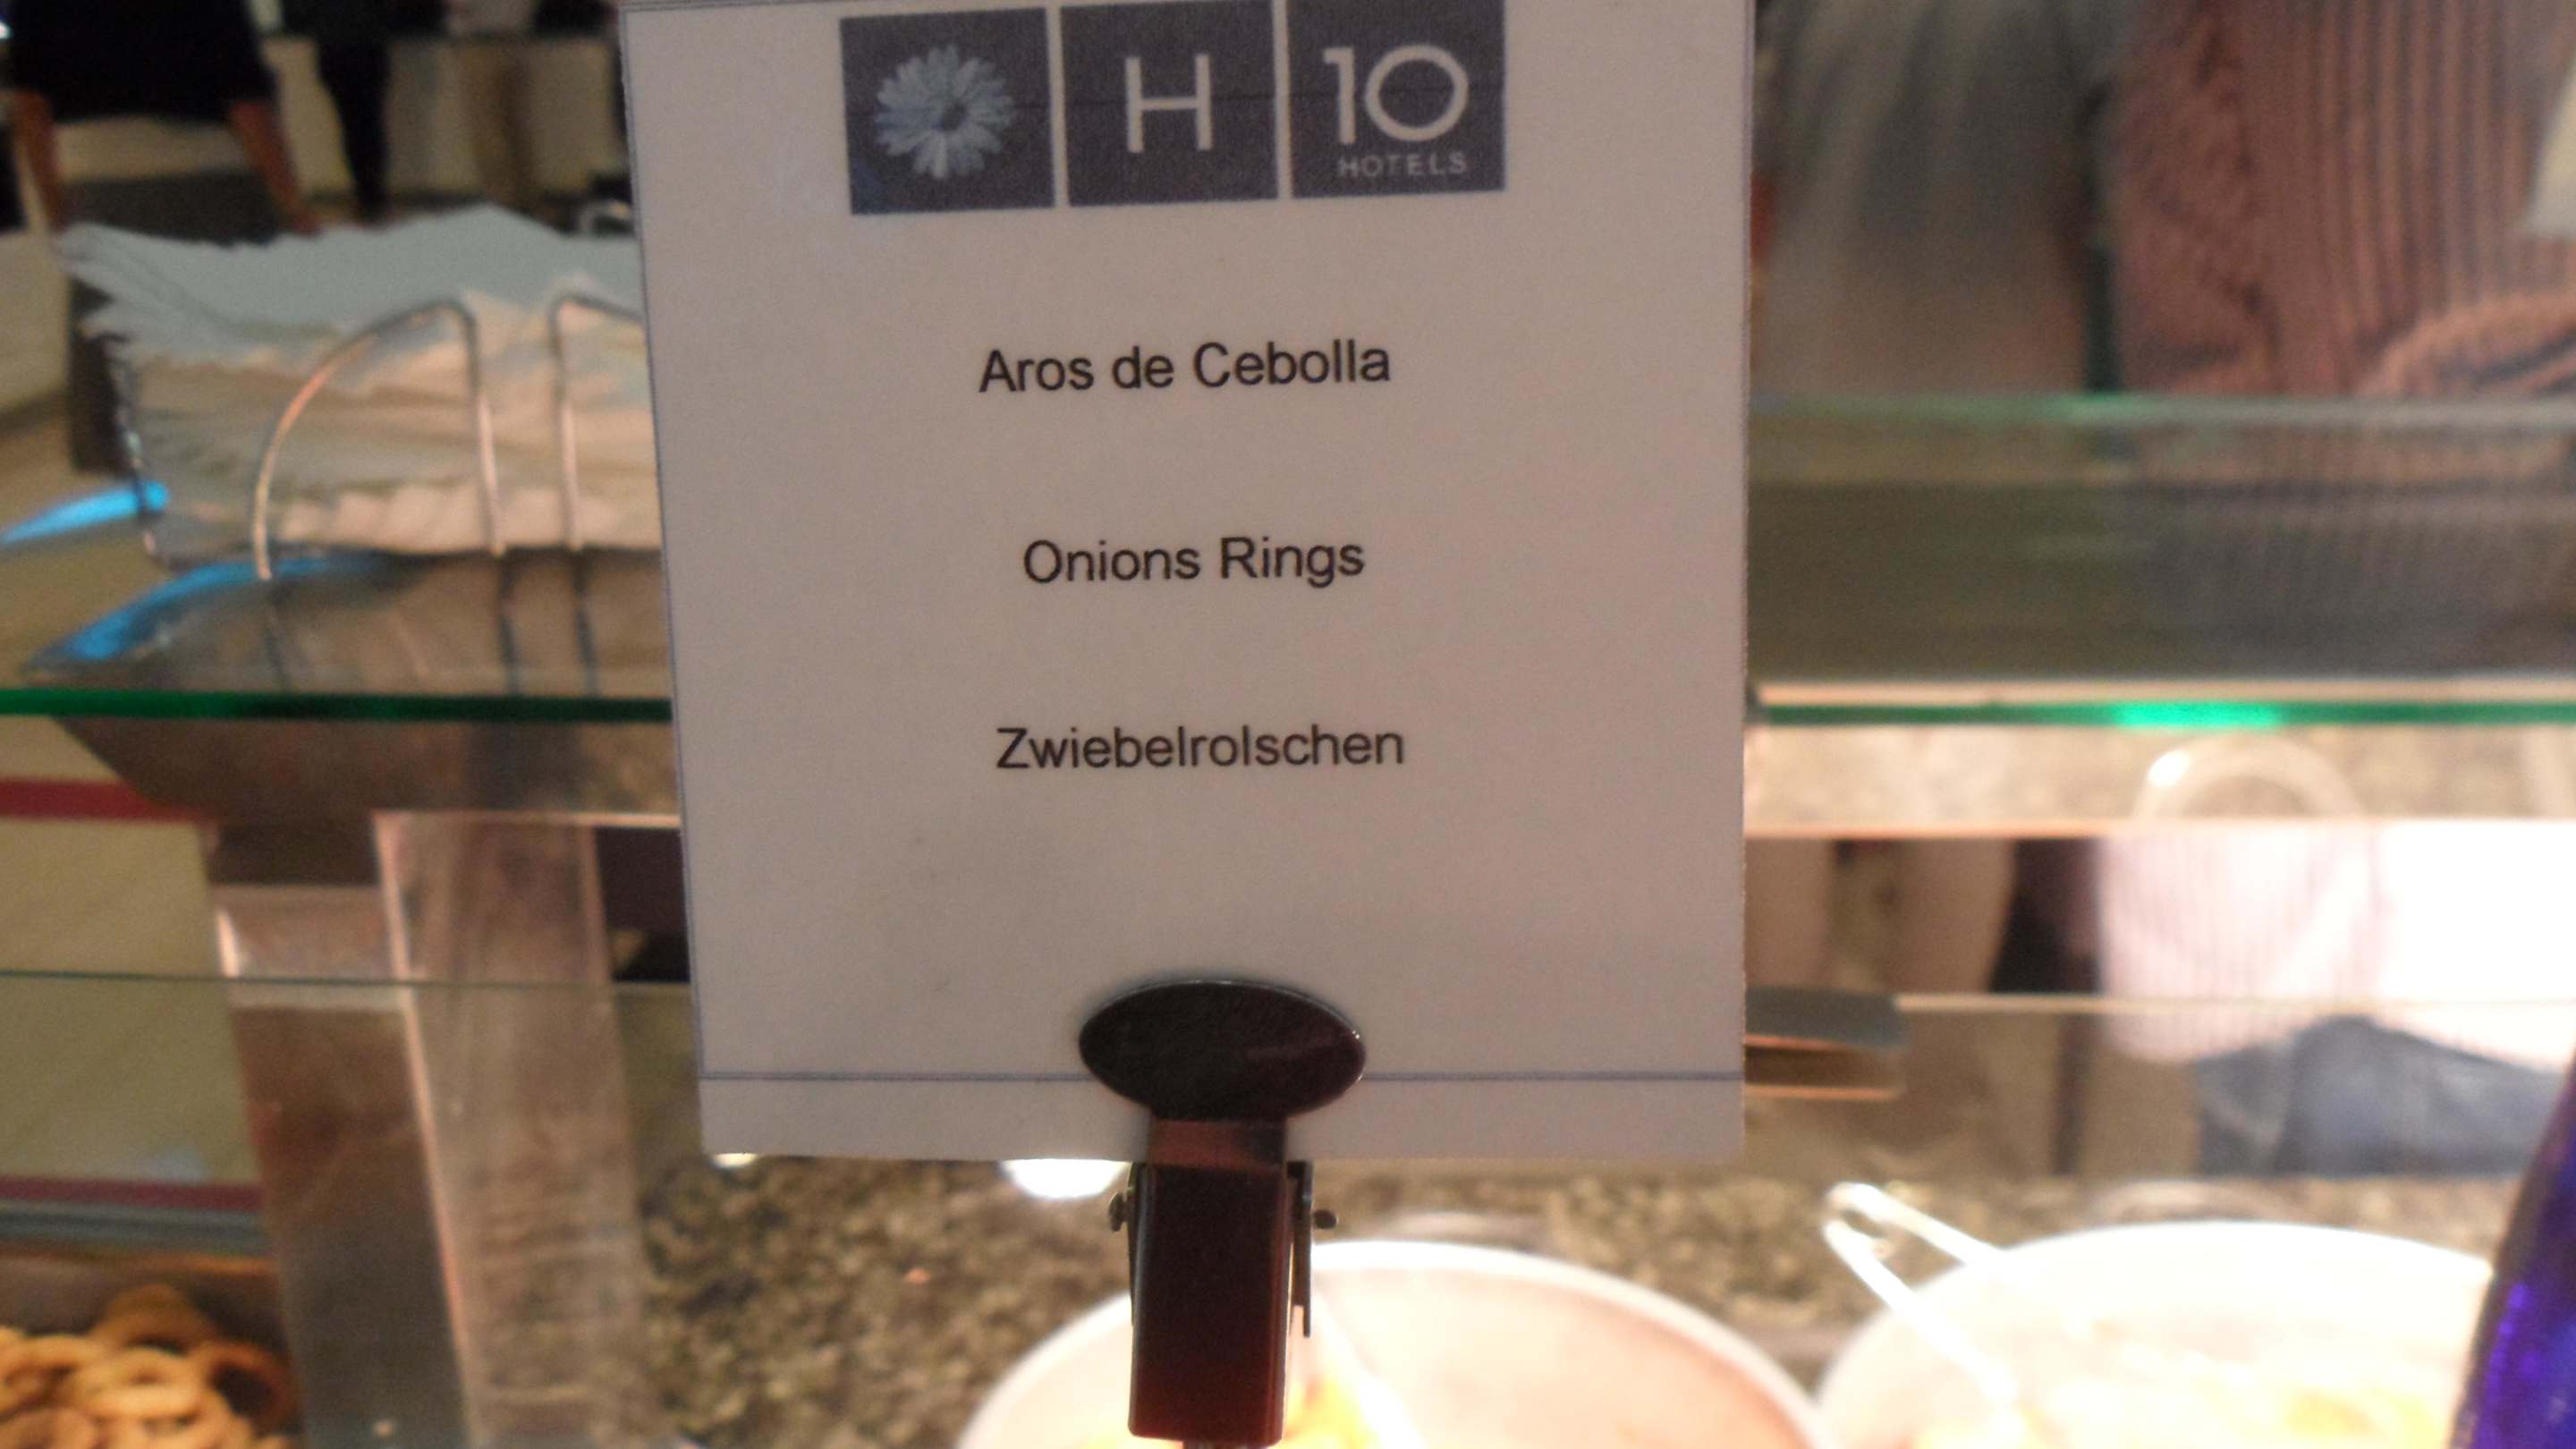 H 10
HOTELS
Aros de Cebolla
Onions Rings
Zwiebelrolschen